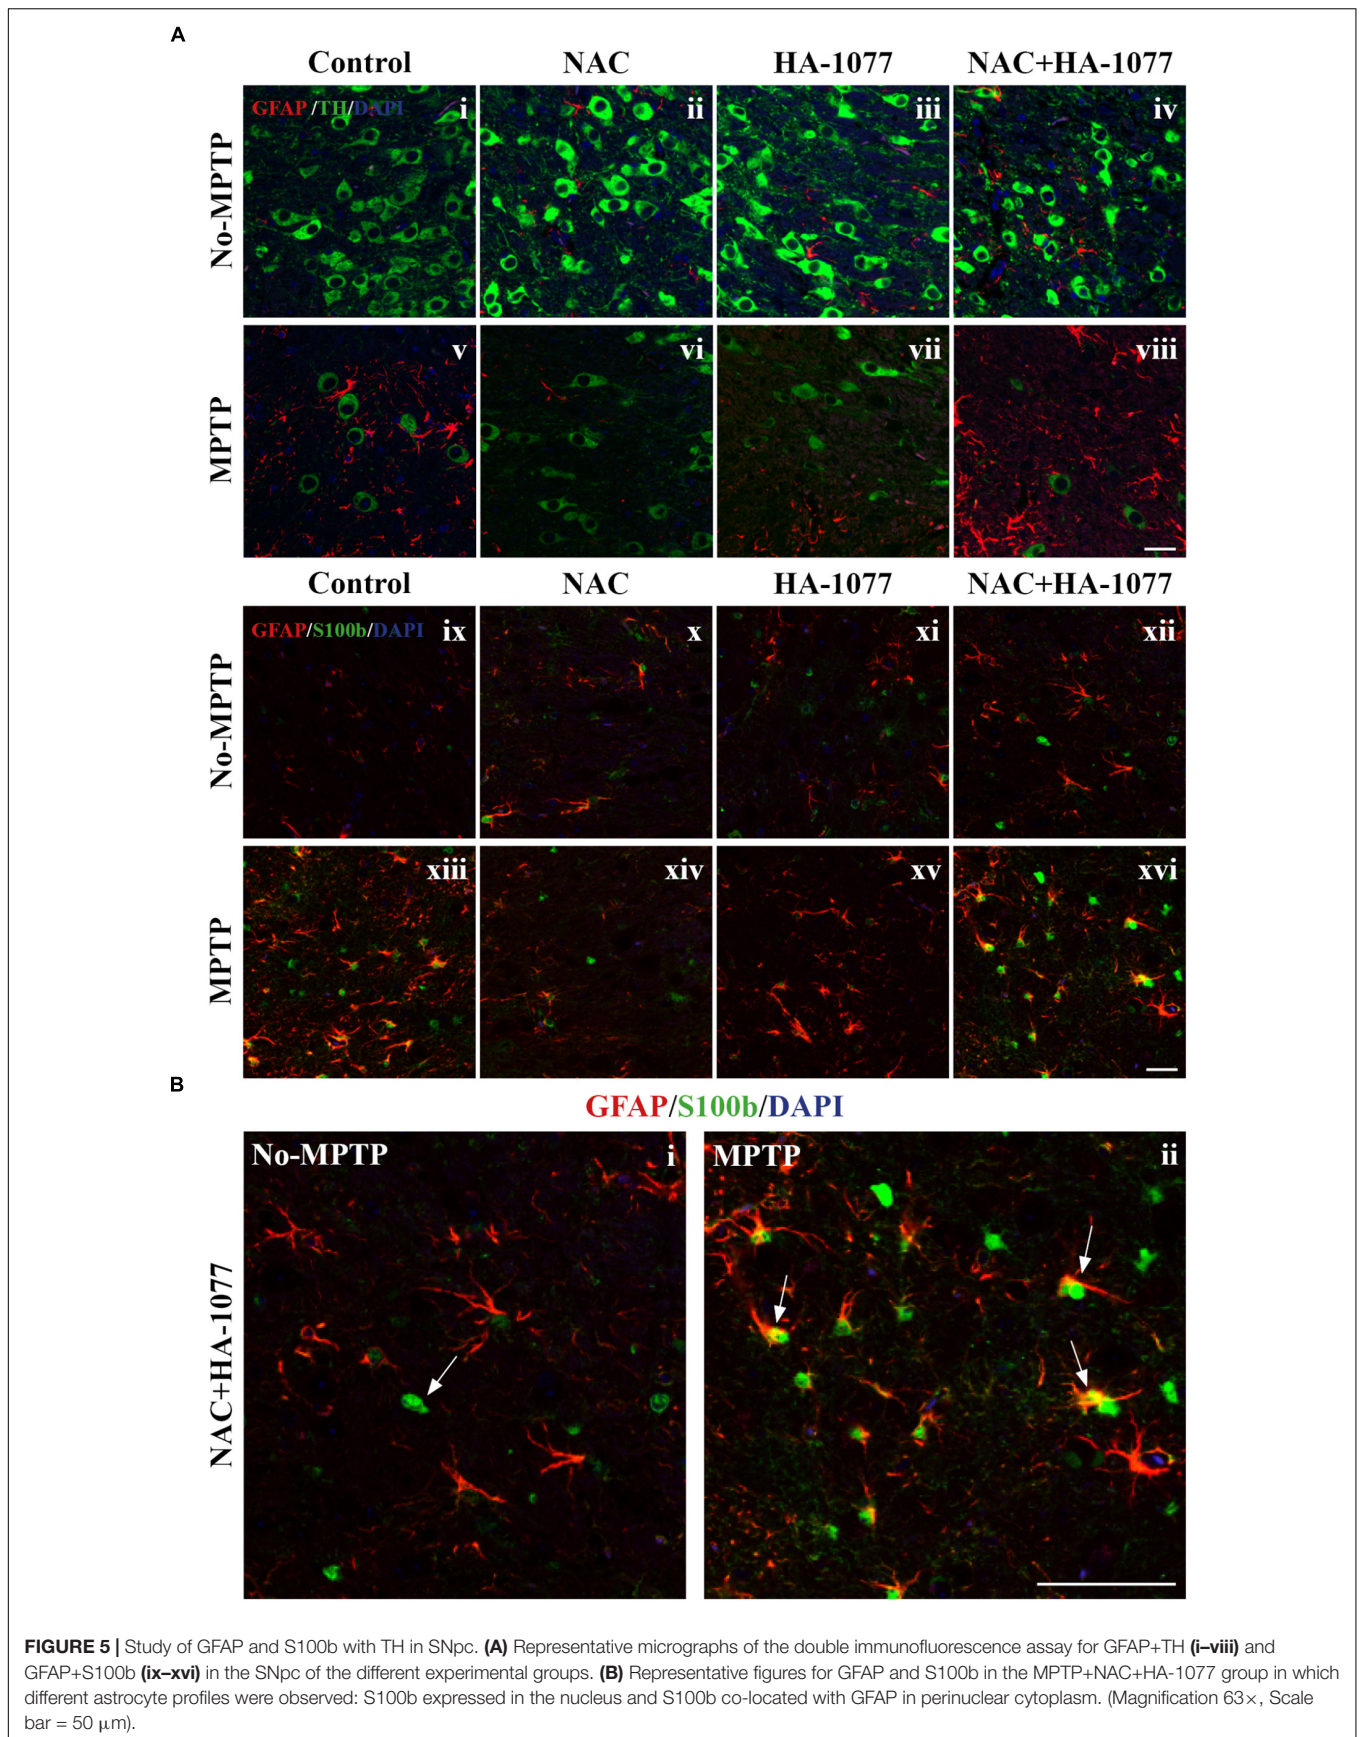 A
Control NAC HA-1077 NAC+HA-1077
No-MPTP
GFAP /TH/DAPI i ii iii iv
MPTP
v vi vii viii
Control NAC HA-1077 NAC+HA-1077
No-MPTP
GFAP/S100b/DAPI ix x xi xii
MPTP
xiii xiv xv xvi
B
GFAP/S100b/DAPI
NAC+HA-1077
No-MPTP i MPTP ii
FIGURE 5 | Study of GFAP and S100b with TH in SNpc. (A) Representative micrographs of the double immunofluorescence assay for GFAP+TH (i–viii) and
GFAP+S100b (ix–xvi) in the SNpc of the different experimental groups. (B) Representative figures for GFAP and S100b in the MPTP+NAC+HA-1077 group in which
different astrocyte profiles were observed: S100b expressed in the nucleus and S100b co-located with GFAP in perinuclear cytoplasm. (Magnification 63×, Scale
bar = 50 μm).